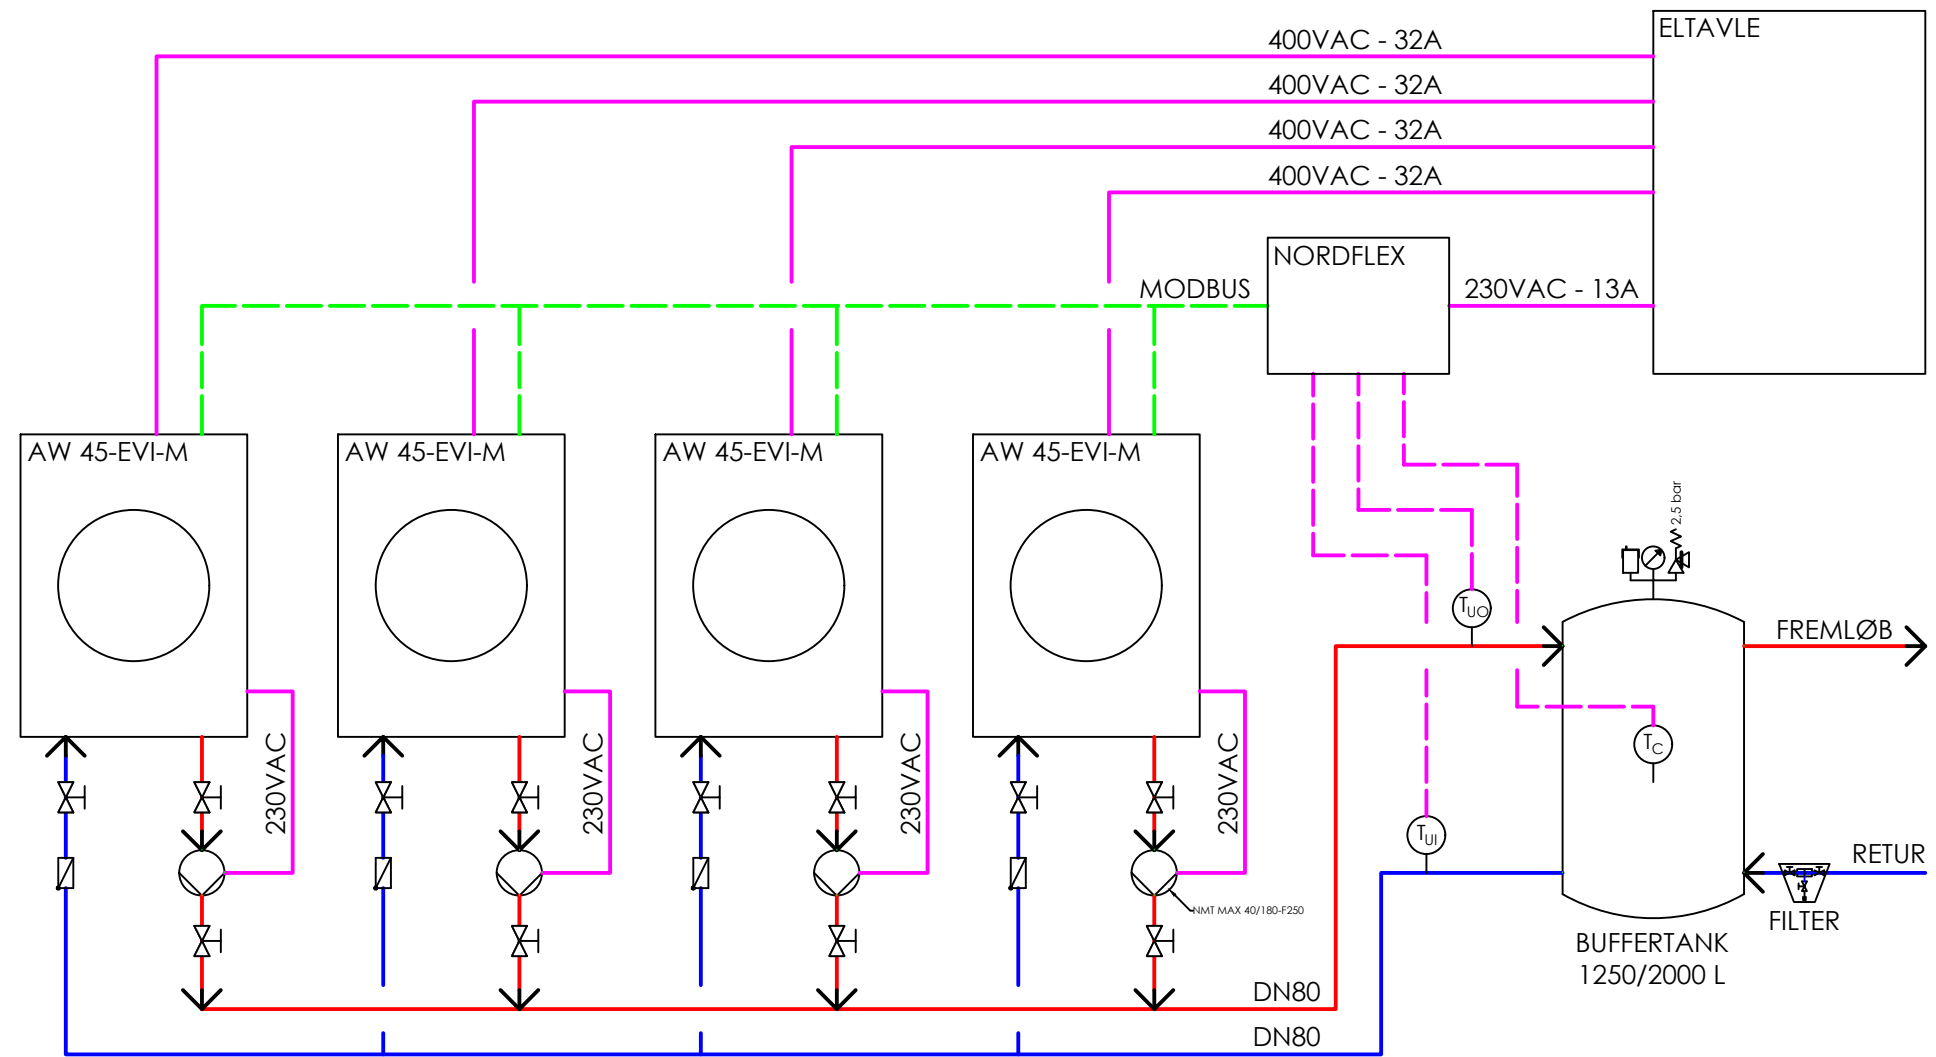 ELTAVLE
400VAC - 32A
400VAC - 32A
400VAC - 32A
400VAC - 32A
NORDFLEX
MODBUS
230VAC - 13A
AW 45-EVI-M
AW 45-EVI-M
AW 45-EVI-M
AW 45-EVI-M
2,5 bar
TUO
FREMLØB
TC
230VAC
230VAC
230VAC
230VAC
TUI
RETUR
NMT MAX 40/180-F250
FILTER
BUFFERTANK
1250/2000 L
DN80
DN80